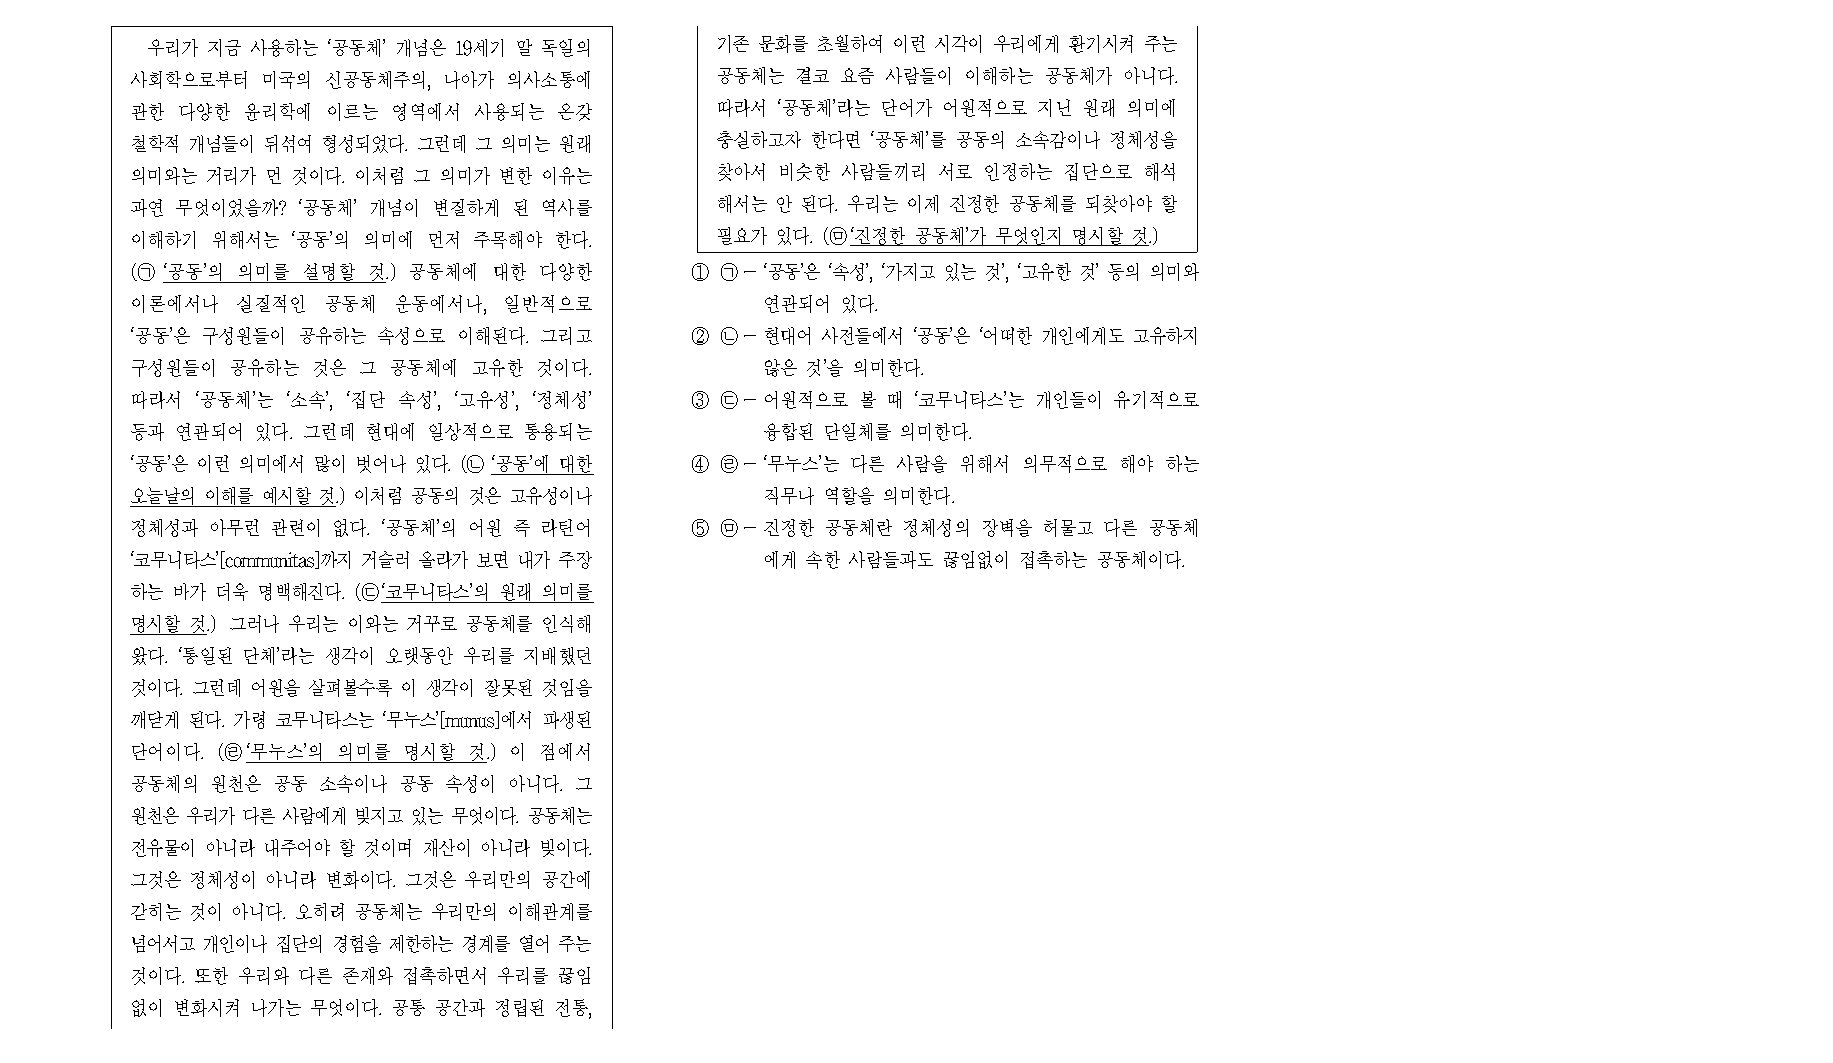 우리가 지금 사용하는 ‘공동체’ 개념은 19세기 말 독일의
사회학으로부터 미국의 신공동체주의, 나아가 의사소통에
관한 다양한 윤리학에 이르는 영역에서 사용되는 온갖
철학적 개념들이 뒤섞여 형성되었다. 그런데 그 의미는 원래
의미와는 거리가 먼 것이다. 이처럼 그 의미가 변한 이유는
과연 무엇이었을까? ‘공동체’ 개념이 변질하게 된 역사를
이해하기 위해서는 ‘공동’의 의미에 먼저 주목해야 한다.
(㉠ ‘공동’의 의미를 설명할 것.) 공동체에 대한 다양한
이론에서나 실질적인 공동체 운동에서나, 일반적으로
‘공동’은 구성원들이 공유하는 속성으로 이해된다. 그리고
구성원들이 공유하는 것은 그 공동체에 고유한 것이다.
따라서 ‘공동체’는 ‘소속’, ‘집단 속성’, ‘고유성’, ‘정체성’
등과 연관되어 있다. 그런데 현대에 일상적으로 통용되는
‘공동’은 이런 의미에서 많이 벗어나 있다. (㉡ ‘공동’에 대한
오늘날의 이해를 예시할 것.) 이처럼 공동의 것은 고유성이나
정체성과 아무런 관련이 없다. ‘공동체’의 어원 즉 라틴어
‘코무니타스’[communitas]까지 거슬러 올라가 보면 내가 주장
하는 바가 더욱 명백해진다. (㉢‘코무니타스’의 원래 의미를
명시할 것.) 그러나 우리는 이와는 거꾸로 공동체를 인식해
왔다. ‘통일된 단체’라는 생각이 오랫동안 우리를 지배했던
것이다. 그런데 어원을 살펴볼수록 이 생각이 잘못된 것임을
깨닫게 된다. 가령 코무니타스는 ‘무누스’[munus]에서 파생된
단어이다. (㉣‘무누스’의 의미를 명시할 것.) 이 점에서
공동체의 원천은 공동 소속이나 공동 속성이 아니다. 그
원천은 우리가 다른 사람에게 빚지고 있는 무엇이다. 공동체는
전유물이 아니라 내주어야 할 것이며 재산이 아니라 빚이다.
그것은 정체성이 아니라 변화이다. 그것은 우리만의 공간에
갇히는 것이 아니다. 오히려 공동체는 우리만의 이해관계를
넘어서고 개인이나 집단의 경험을 제한하는 경계를 열어 주는
것이다. 또한 우리와 다른 존재와 접촉하면서 우리를 끊임
없이 변화시켜 나가는 무엇이다. 공통 공간과 정립된 전통,
기존 문화를 초월하여 이런 시각이 우리에게 환기시켜 주는
공동체는 결코 요즘 사람들이 이해하는 공동체가 아니다.
따라서 ‘공동체’라는 단어가 어원적으로 지닌 원래 의미에
충실하고자 한다면 ‘공동체’를 공동의 소속감이나 정체성을
찾아서 비슷한 사람들끼리 서로 인정하는 집단으로 해석
해서는 안 된다. 우리는 이제 진정한 공동체를 되찾아야 할
필요가 있다. (㉤‘진정한 공동체’가 무엇인지 명시할 것.)
① ㉠ – ‘공동’은 ‘속성’, ‘가지고 있는 것’, ‘고유한 것’ 등의 의미와
연관되어 있다.
② ㉡ – 현대어 사전들에서 ‘공동’은 ‘어떠한 개인에게도 고유하지
않은 것’을 의미한다.
③ ㉢ – 어원적으로 볼 때 ‘코무니타스’는 개인들이 유기적으로
융합된 단일체를 의미한다.
④ ㉣ – ‘무누스’는 다른 사람을 위해서 의무적으로 해야 하는
직무나 역할을 의미한다.
⑤ ㉤ – 진정한 공동체란 정체성의 장벽을 허물고 다른 공동체
에게 속한 사람들과도 끊임없이 접촉하는 공동체이다.